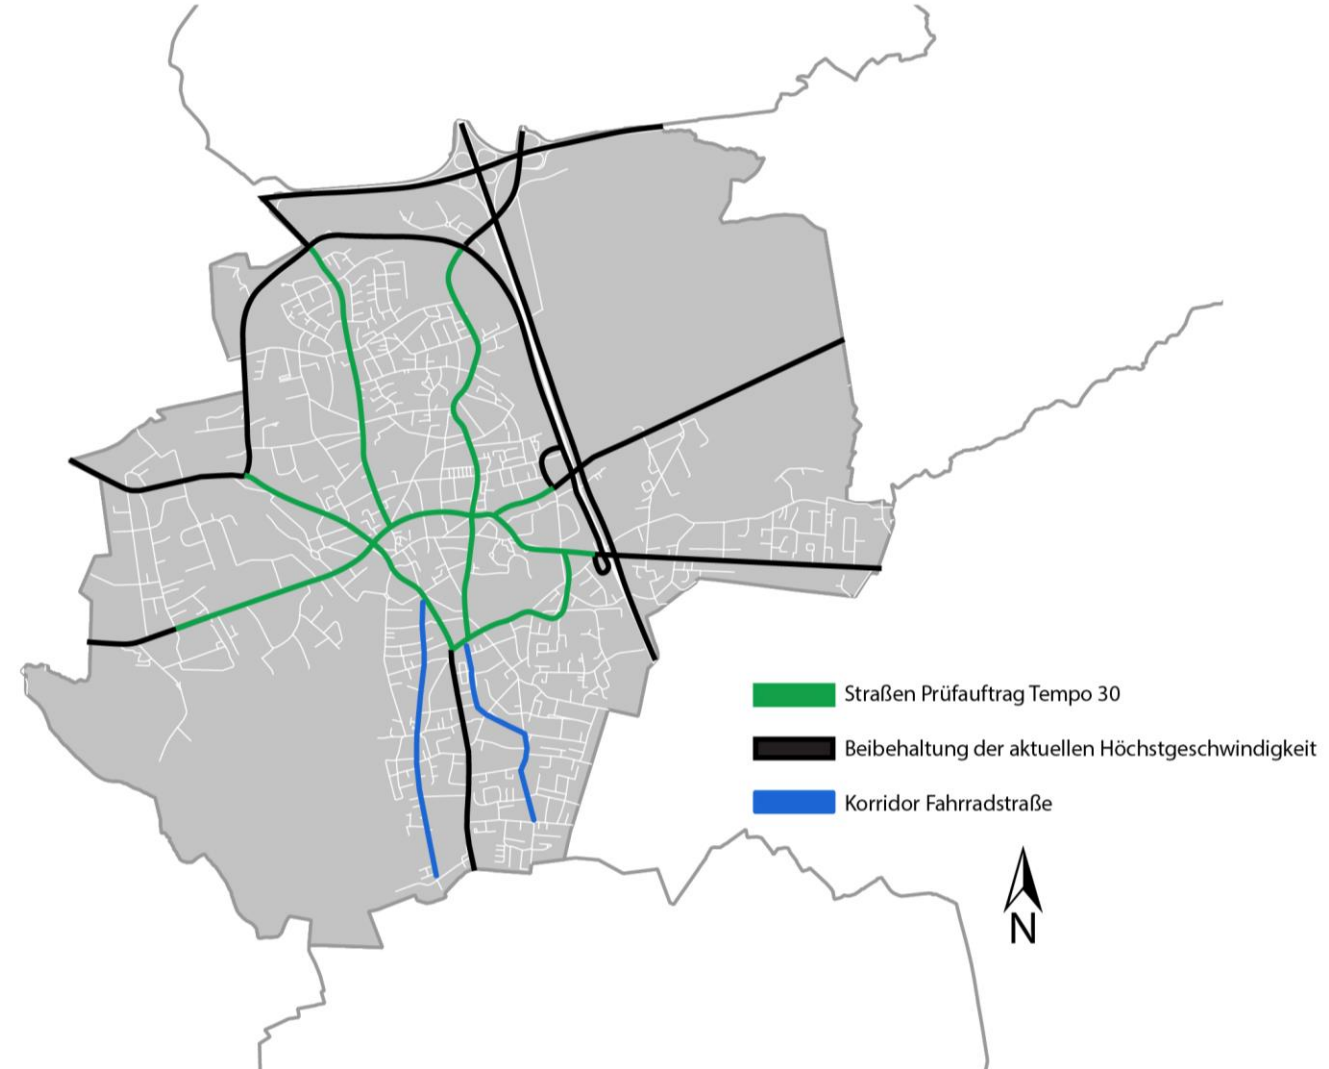 Straßen Prüfauftrag Tempo 30
Beibehaltung der aktuellen Höchstgeschwindigkeit
Korridor Fahrradstraße
N